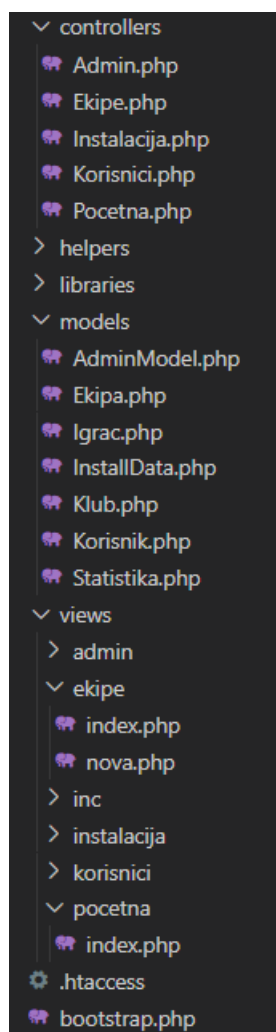 controllers
Admin.php
Ekipe.php
Instalacija.php
Korisnici.php
Pocetna.php
helpers
libraries
models
AdminModel.php
Ekipa.php
Igrac.php
InstallData.php
Klub.php
Korisnik.php
Statistika.php
views
admin
ekipe
index.php
nova.php
inc
instalacija
korisnici
pocetna
index.php
.htaccess
bootstrap.php